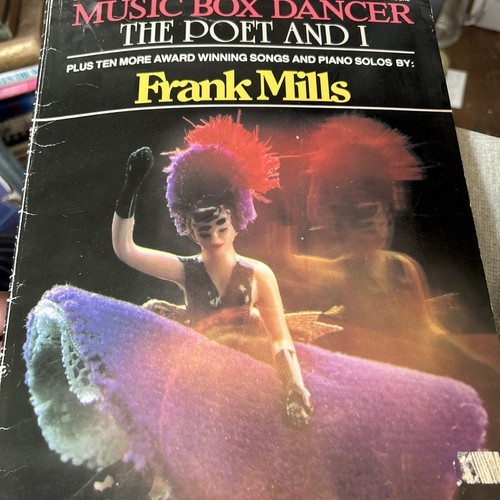 MUSIC BOX DANCER
THE POET AND I
PLUS TEN MORE AWARD WINNING SONGS AND PIANO SOLOS BY:
Frank Mills